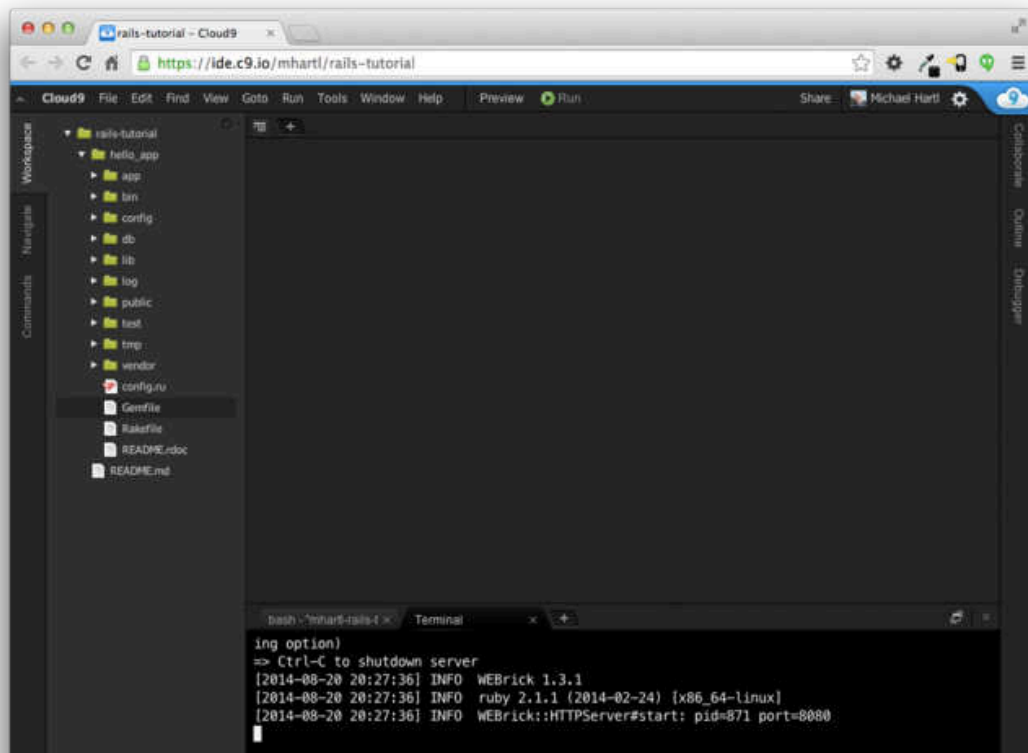 rails-tutorial - Cloud9
https://ide.c9.io/mhartl/rails-tutorial
Cloud9 File Edit Find View Goto Run Tools Window Help Preview Run Share Michael Hartl
Workspace
Navigate
Commands
rails-tutorial
hello_app
app
bin
config
db
lib
log
public
test
tmp
vendor
config.ru
Gemfile
Rakefile
README.rdoc
README.md
Collaborate
Outline
Debugger
bash - "mhartl-rails-t Terminal
ing option)
=> Ctrl-C to shutdown server
[2014-08-20 20:27:36] INFO WEBrick 1.3.1
[2014-08-20 20:27:36] INFO ruby 2.1.1 (2014-02-24) [x86_64-linux]
[2014-08-20 20:27:36] INFO WEBrick::HTTPServer#start: pid=871 port=8080